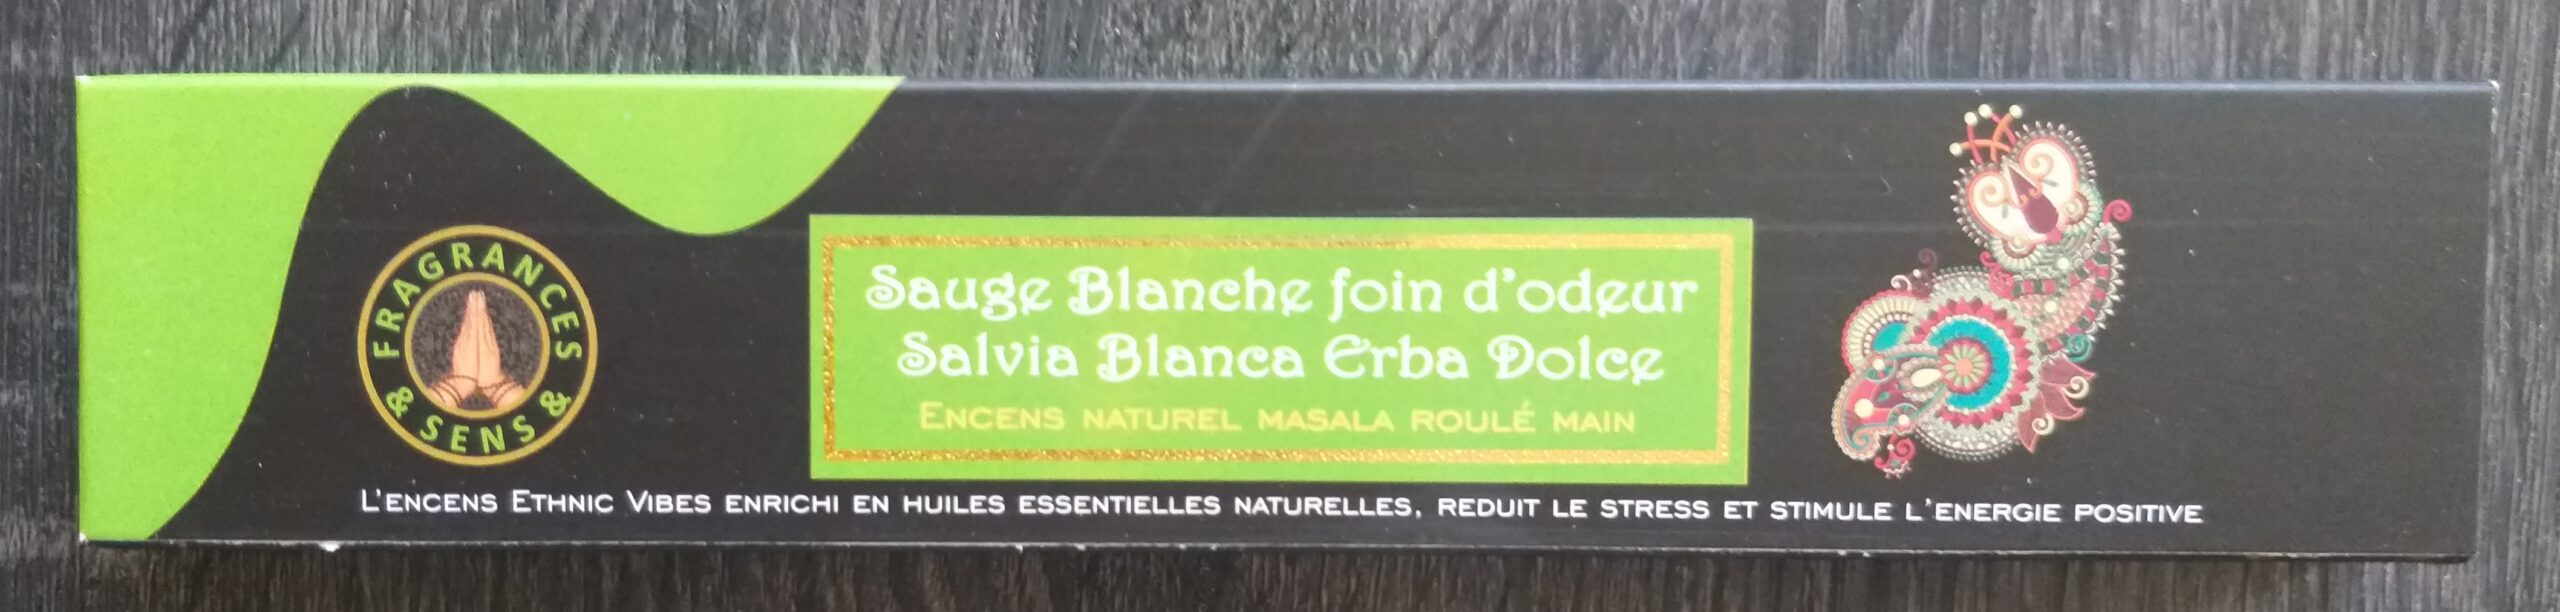 FRAGRANCES
& SENS &
Sauge Blanche foin d'odeur
Salvia Blanca Erba Dolce
ENCENS NATUREL MASALA ROULÉ MAIN
L'ENCENS ETHNIC VIBES ENRICHI EN HUILES ESSENTIELLES NATURELLES, REDUIT LE STRESS ET STIMULE L'ENERGIE POSITIVE